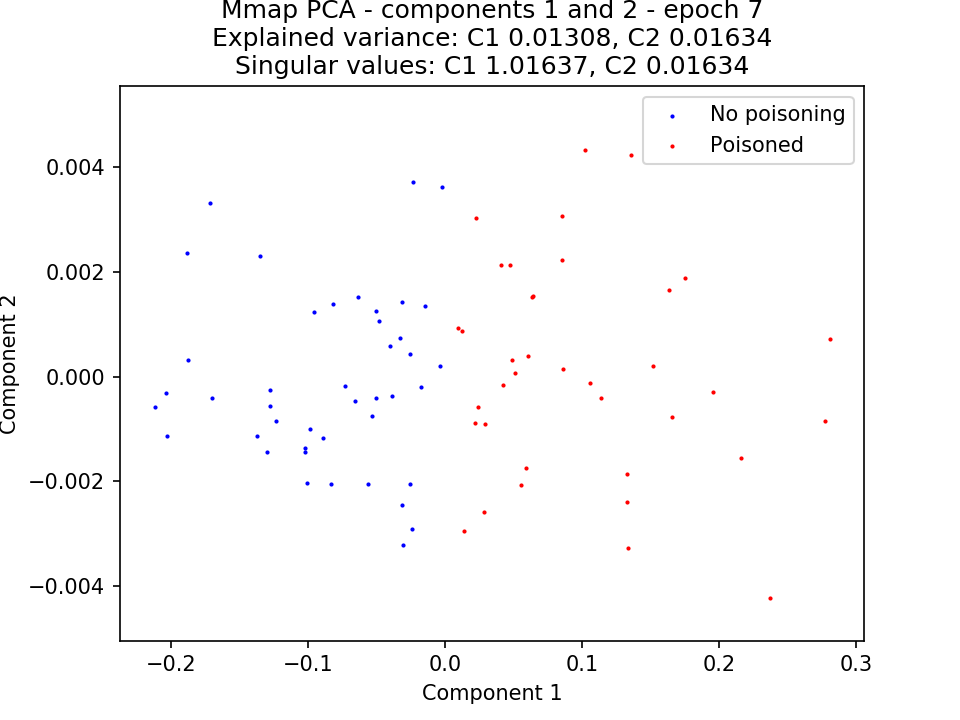 Mmap PCA - components 1 and 2 - epoch 7
Explained variance: C1 0.01308, C2 0.01634
Singular values: C1 1.01637, C2 0.01634
No poisoning
Poisoned
0.004
0.002
0.000
−0.002
−0.004
Component 2
−0.2
−0.1
0.0
0.1
0.2
0.3
Component 1